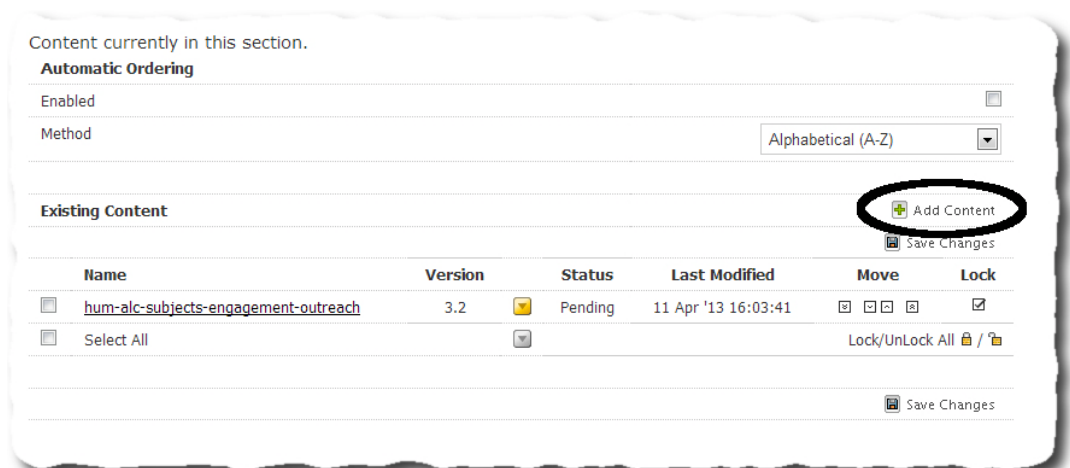 Content currently in this section.
Automatic Ordering
Enabled
Method Alphabetical (A-Z)
Existing Content Add Content
Save Changes
Name Version Status Last Modified Move Lock
hum-alc-subjects-engagement-outreach 3.2 Pending 11 Apr '13 16:03:41
Select All Lock/UnLock All /
Save Changes